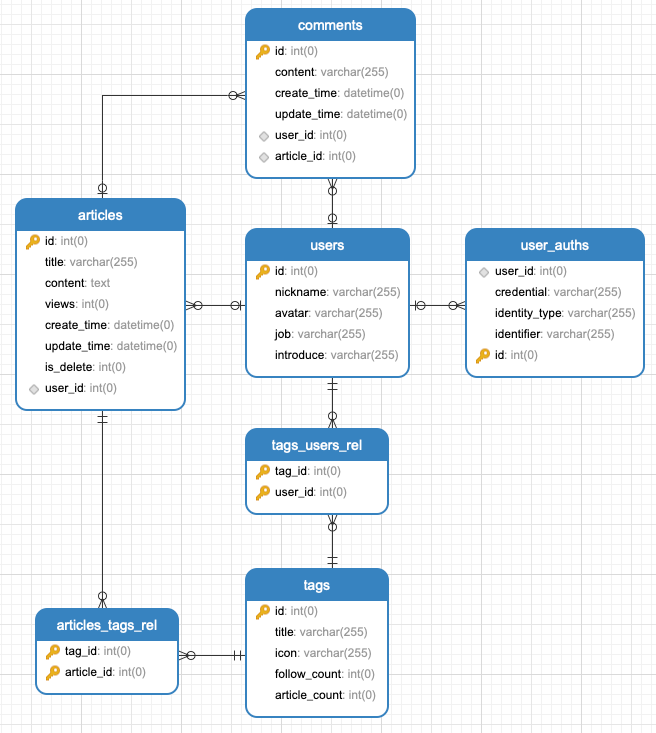 comments
id: int(0)
content: varchar(255)
create_time: datetime(0)
update_time: datetime(0)
user_id: int(0)
article_id: int(0)
articles
id: int(0)
title: varchar(255)
content: text
views: int(0)
create_time: datetime(0)
update_time: datetime(0)
is_delete: int(0)
user_id: int(0)
users
id: int(0)
nickname: varchar(255)
avatar: varchar(255)
job: varchar(255)
introduce: varchar(255)
user_auths
user_id: int(0)
credential: varchar(255)
identity_type: varchar(255)
identifier: varchar(255)
id: int(0)
tags_users_rel
tag_id: int(0)
user_id: int(0)
articles_tags_rel
tag_id: int(0)
article_id: int(0)
tags
id: int(0)
title: varchar(255)
icon: varchar(255)
follow_count: int(0)
article_count: int(0)